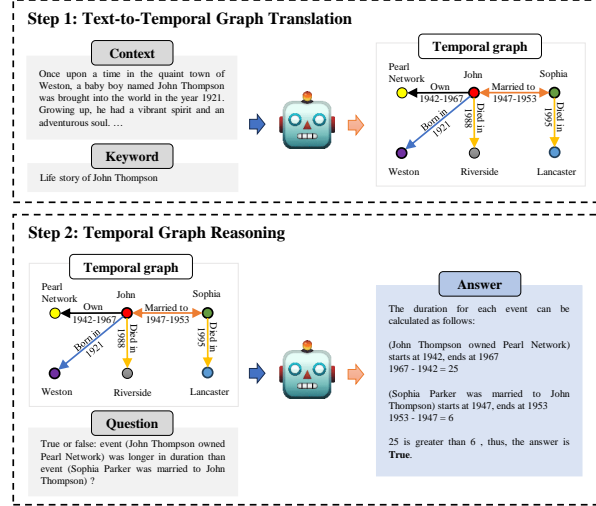 Step 1: Text-to-Temporal Graph Translation
Context
Once upon a time in the quaint town of
Weston, a baby boy named John Thompson
was brought into the world in the year 1921.
Growing up, he had a vibrant spirit and an
adventurous soul. …
Keyword
Life story of John Thompson
Temporal graph
Pearl
Network
John
Sophia
Own
1942-1967
Married to
1947-1953
Born in
1921
Died in
1988
Died in
1995
Weston
Riverside
Lancaster
Step 2: Temporal Graph Reasoning
Temporal graph
Pearl
Network
John
Sophia
Own
1942-1967
Married to
1947-1953
Born in
1921
Died in
1988
Died in
1995
Weston
Riverside
Lancaster
Question
True or false: event (John Thompson owned
Pearl Network) was longer in duration than
event (Sophia Parker was married to John
Thompson) ?
Answer
The duration for each event can be
calculated as follows:
(John Thompson owned Pearl Network)
starts at 1942, ends at 1967
1967 - 1942 = 25
(Sophia Parker was married to John
Thompson) starts at 1947, ends at 1953
1953 - 1947 = 6
25 is greater than 6 , thus, the answer is
True.